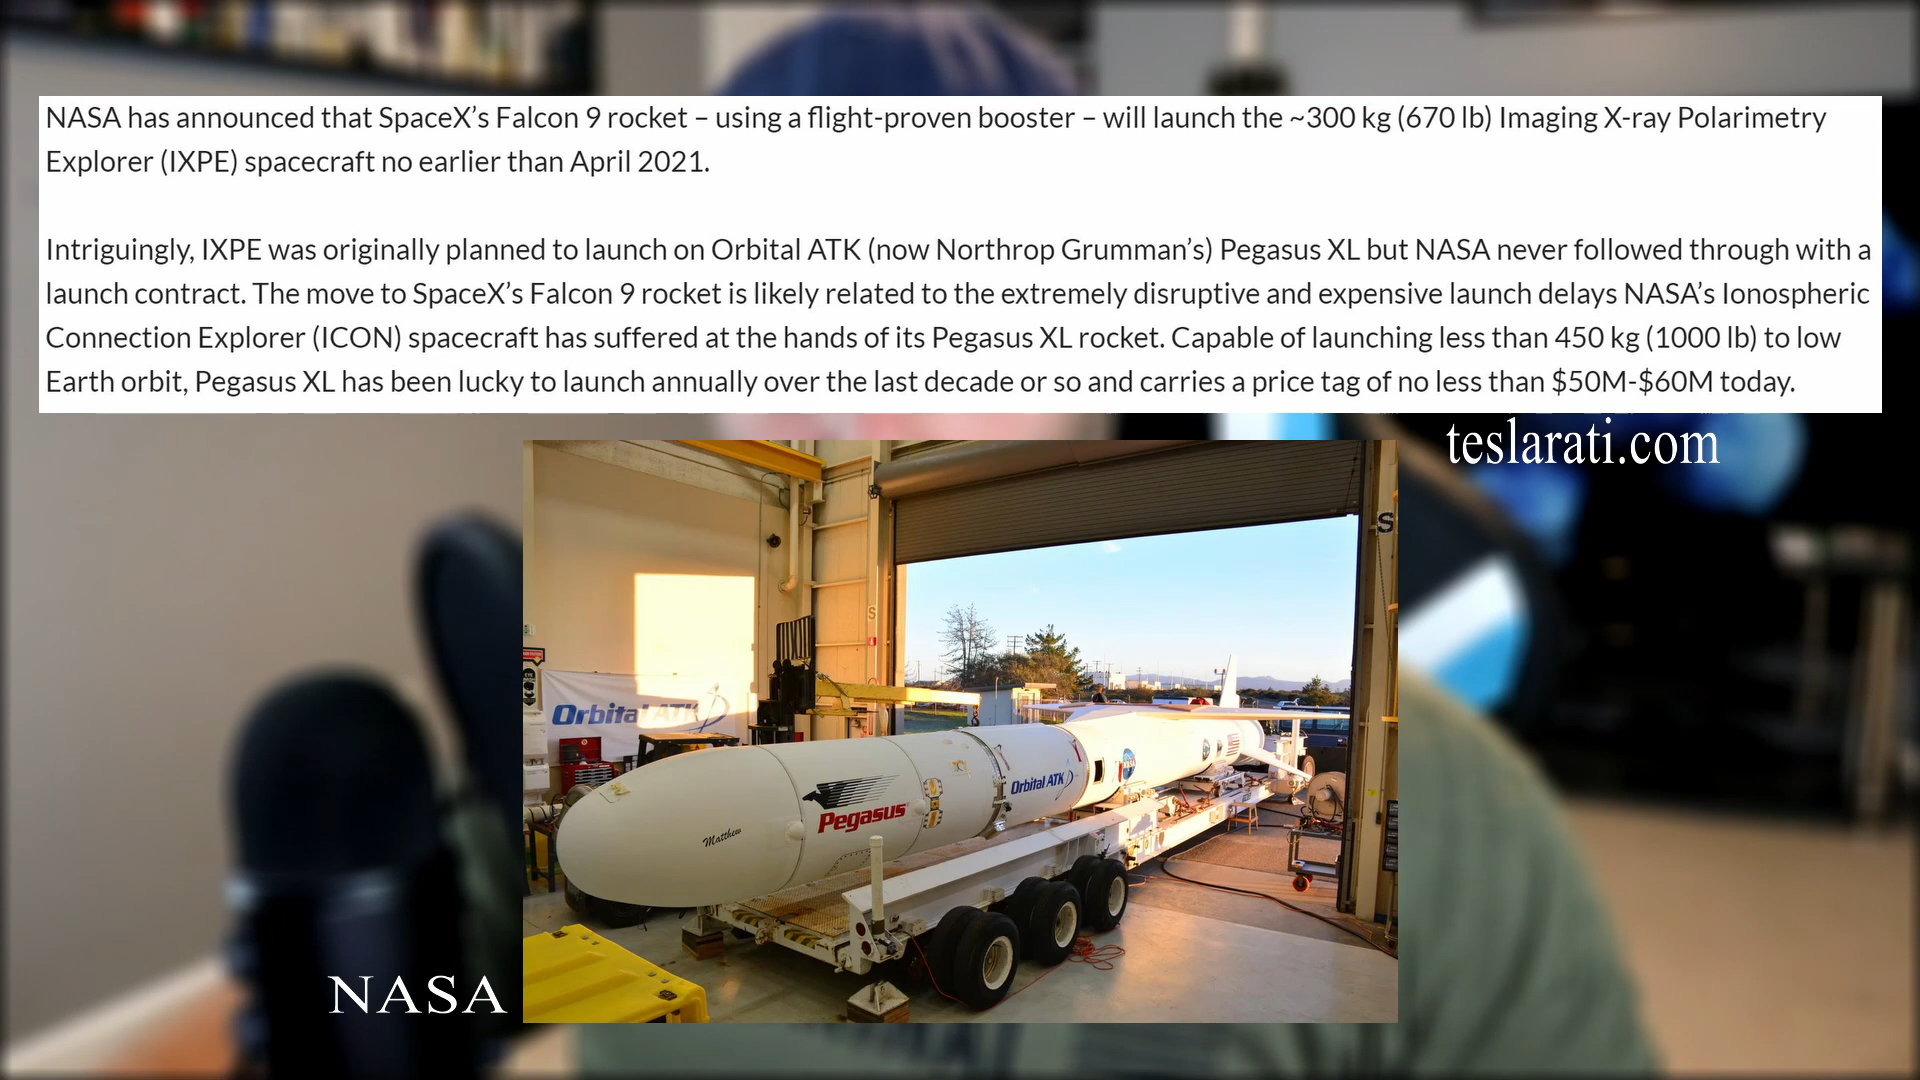 NASA has announced that SpaceX’s Falcon 9 rocket – using a flight-proven booster – will launch the ~300 kg (670 lb) Imaging X-ray Polarimetry
Explorer (IXPE) spacecraft no earlier than April 2021.
Intriguingly, IXPE was originally planned to launch on Orbital ATK (now Northrop Grumman’s) Pegasus XL but NASA never followed through with a
launch contract. The move to SpaceX’s Falcon 9 rocket is likely related to the extremely disruptive and expensive launch delays NASA’s Ionospheric
Connection Explorer (ICON) spacecraft has suffered at the hands of its Pegasus XL rocket. Capable of launching less than 450 kg (1000 lb) to low
Earth orbit, Pegasus XL has been lucky to launch annually over the last decade or so and carries a price tag of no less than $50M-$60M today.
teslarati.com
S
S
Orbital ATK
Orbital ATK
NASA
Pegasus
Matthew
NASA